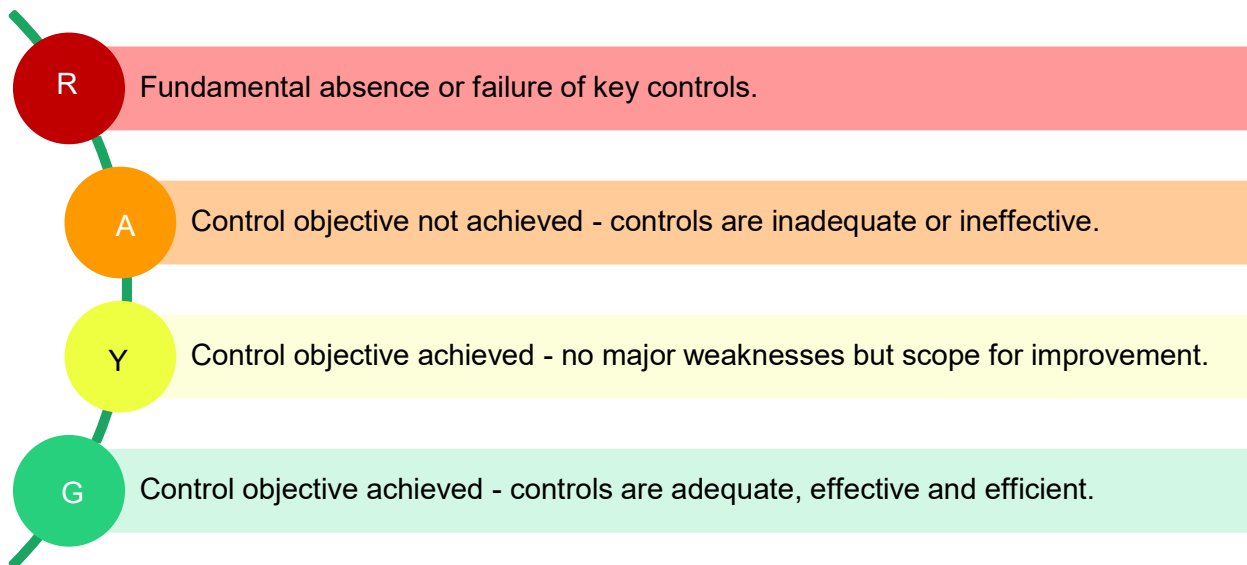 R
Fundamental absence or failure of key controls.
A
Control objective not achieved - controls are inadequate or ineffective.
Y
Control objective achieved - no major weaknesses but scope for improvement.
G
Control objective achieved - controls are adequate, effective and efficient.